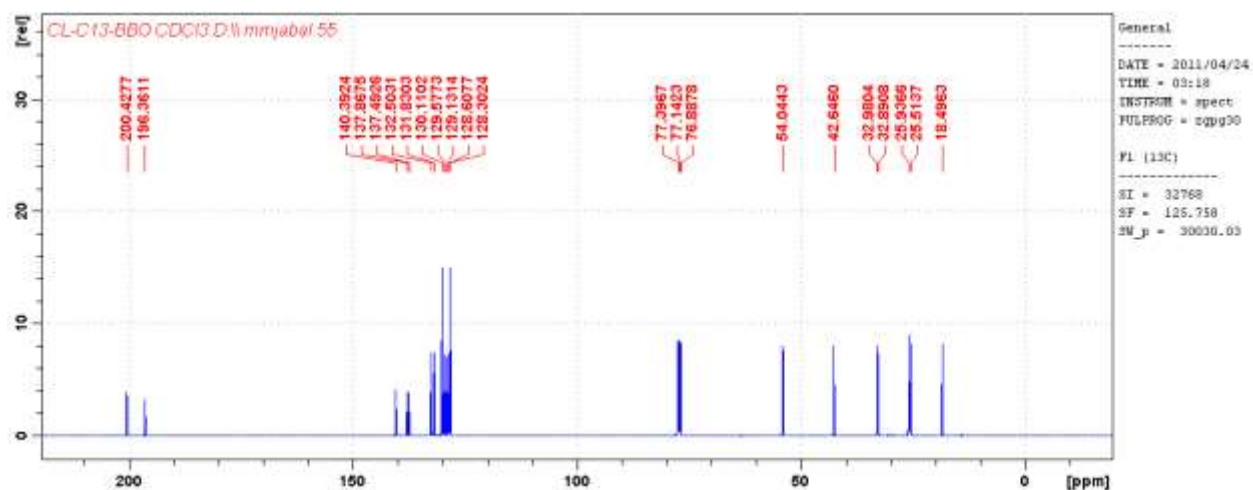 CL-C13-BBO CDCl3 D:\\ mmjabal 55
[rel]
30
20
10
0
200.4277
196.3611
140.3924
137.8675
137.4926
132.5031
131.8303
130.1102
129.5773
129.1314
128.6077
128.3024
77.3967
77.1423
76.8878
54.0443
42.6460
32.9804
32.8908
25.9366
25.5137
18.4963
200
150
100
50
0
[ppm]
General
-------
DATE = 2011/04/24
TIME = 03:18
INSTRUM = spect
PULPROG = zgpg30
F1 (13C)
-------------
SI = 32768
SF = 125.758
SW_p = 30030.03